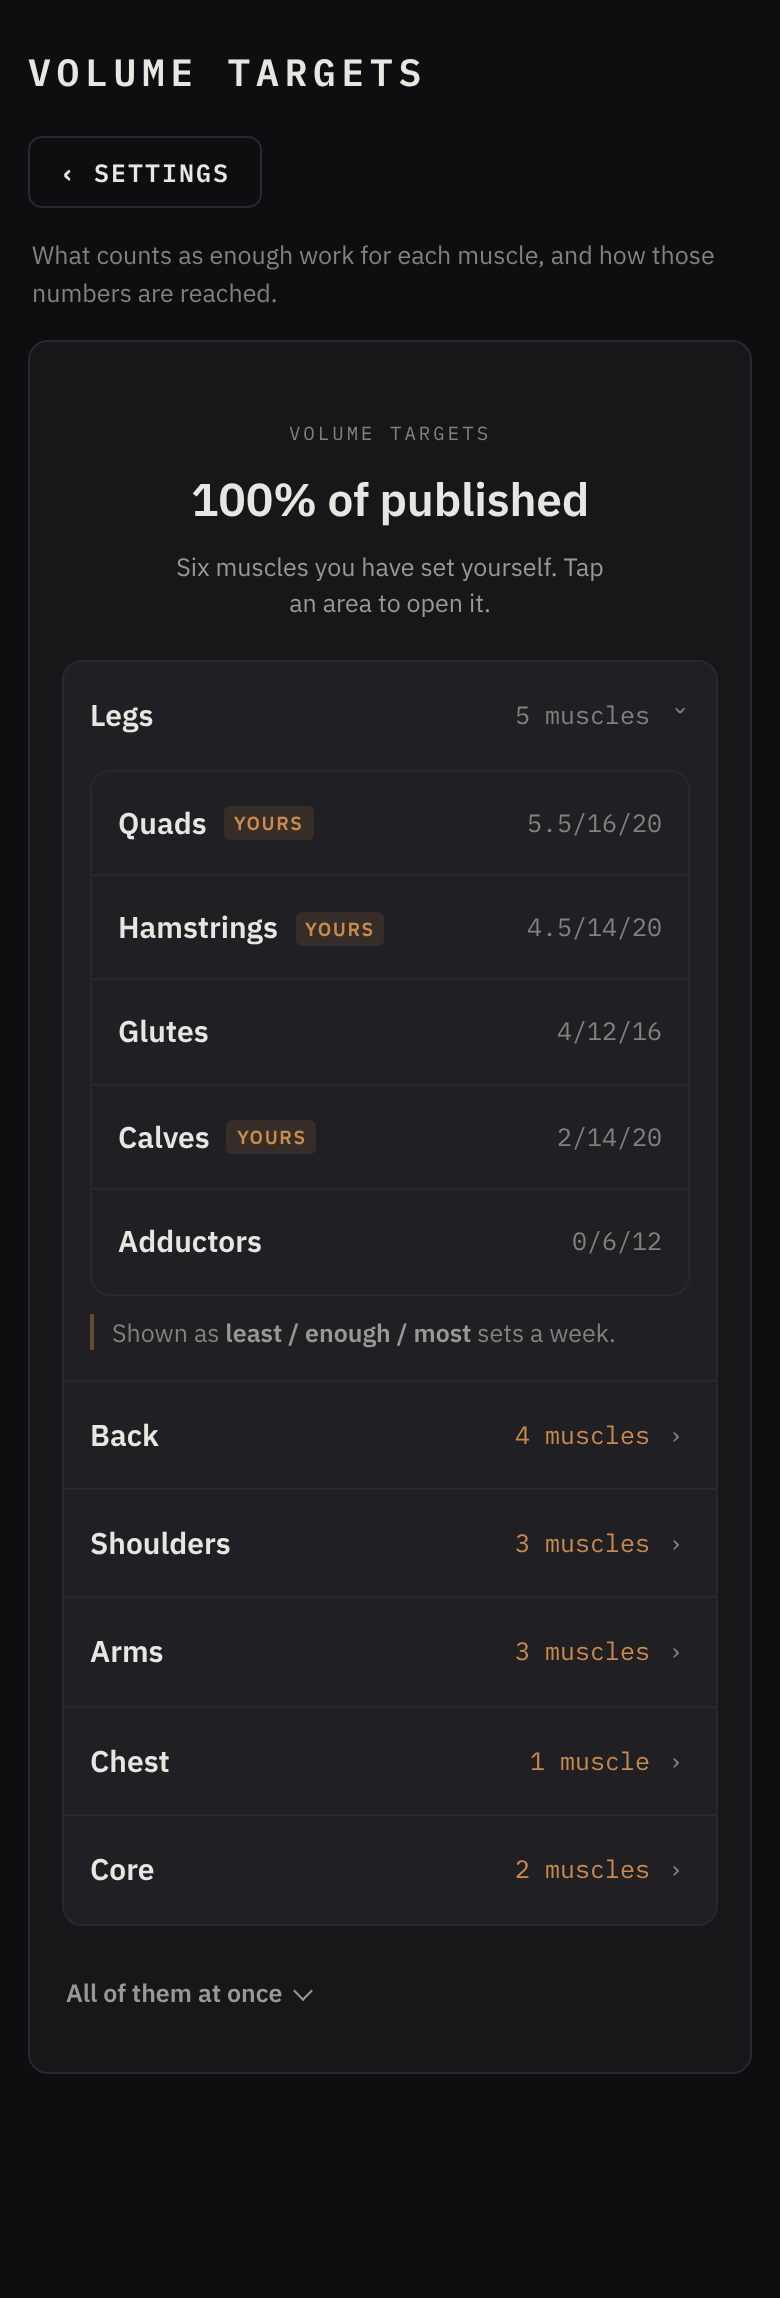 VOLUME TARGETS
‹ SETTINGS
What counts as enough work for each muscle, and how those
numbers are reached.
VOLUME TARGETS
100% of published
Six muscles you have set yourself. Tap
an area to open it.
Legs 5 muscles ⌄
Quads YOURS 5.5/16/20
Hamstrings YOURS 4.5/14/20
Glutes 4/12/16
Calves YOURS 2/14/20
Adductors 0/6/12
Shown as least / enough / most sets a week.
Back 4 muscles ›
Shoulders 3 muscles ›
Arms 3 muscles ›
Chest 1 muscle ›
Core 2 muscles ›
All of them at once